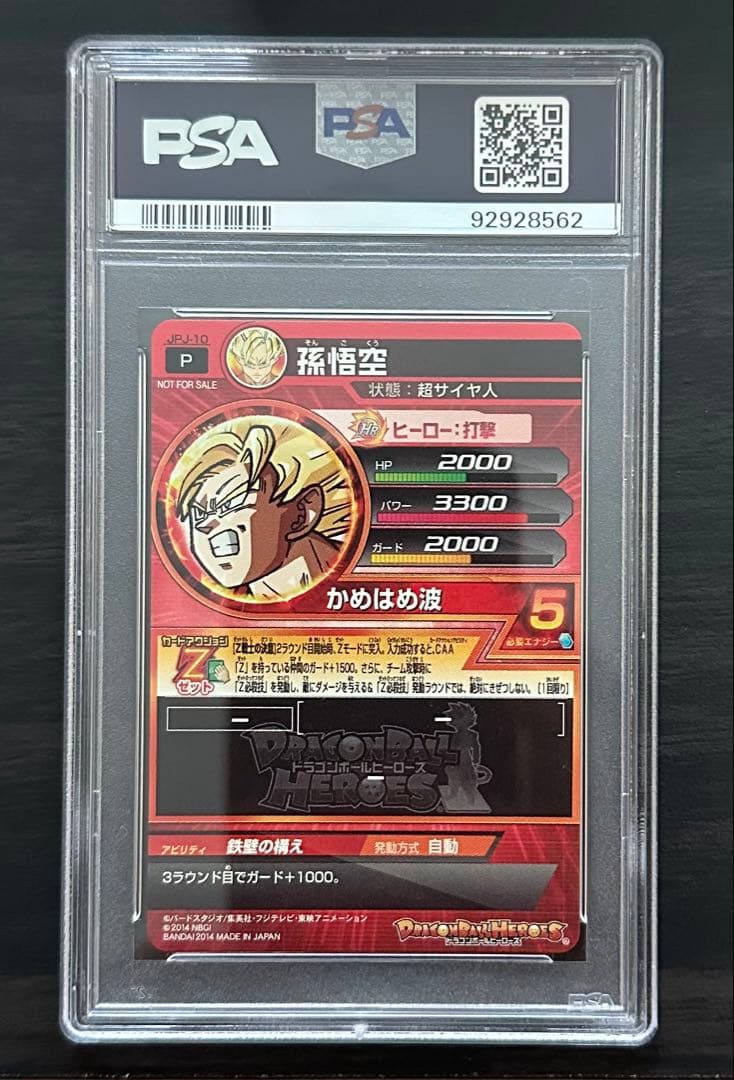 PSA
PSA
92928562
JPJ-10
P
NOT FOR SALE
そんごくう
孫悟空
状態：超サイヤ人
HR ヒーロー：打撃
HP 2000
パワー 3300
ガード 2000
かめはめ波
5
必要エナジー
カードアクション
Z
ゼット
【Z戦士の決意】2ラウンド目開始時、Zモードに突入。入力成功すると、CAA
「Z」を持っている仲間のガード+1500。さらに、チーム攻撃時に
「Z必殺技」を発動し、敵にダメージを与える&「Z必殺技」発動ラウンドでは、絶対にきぜつしない。【1回限り】
ー
ー
ー
DRAGONBALL
ドラゴンボールヒーローズ
HEROES
アビリティ 鉄壁の構え 発動方式 自動
3ラウンド目でガード+1000。
©バードスタジオ/集英社・フジテレビ・東映アニメーション
© 2014 NBGI
BANDAI 2014 MADE IN JAPAN
DRAGONBALL HEROES
ドラゴンボールヒーローズ
PSA